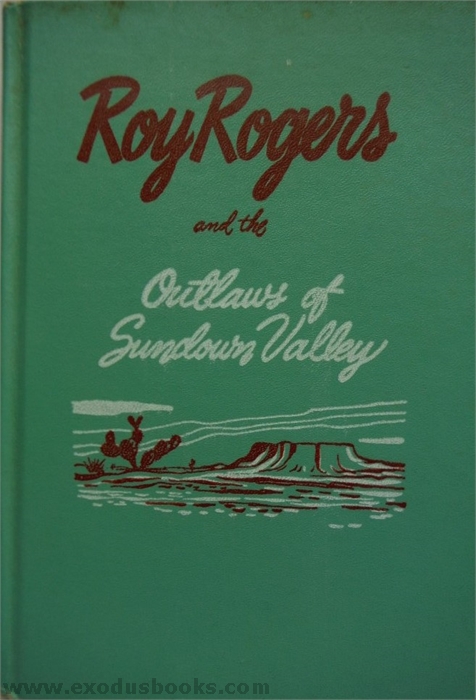 Roy Rogers
and the
Outlaws of
Sundown Valley
www.exodusbooks.com